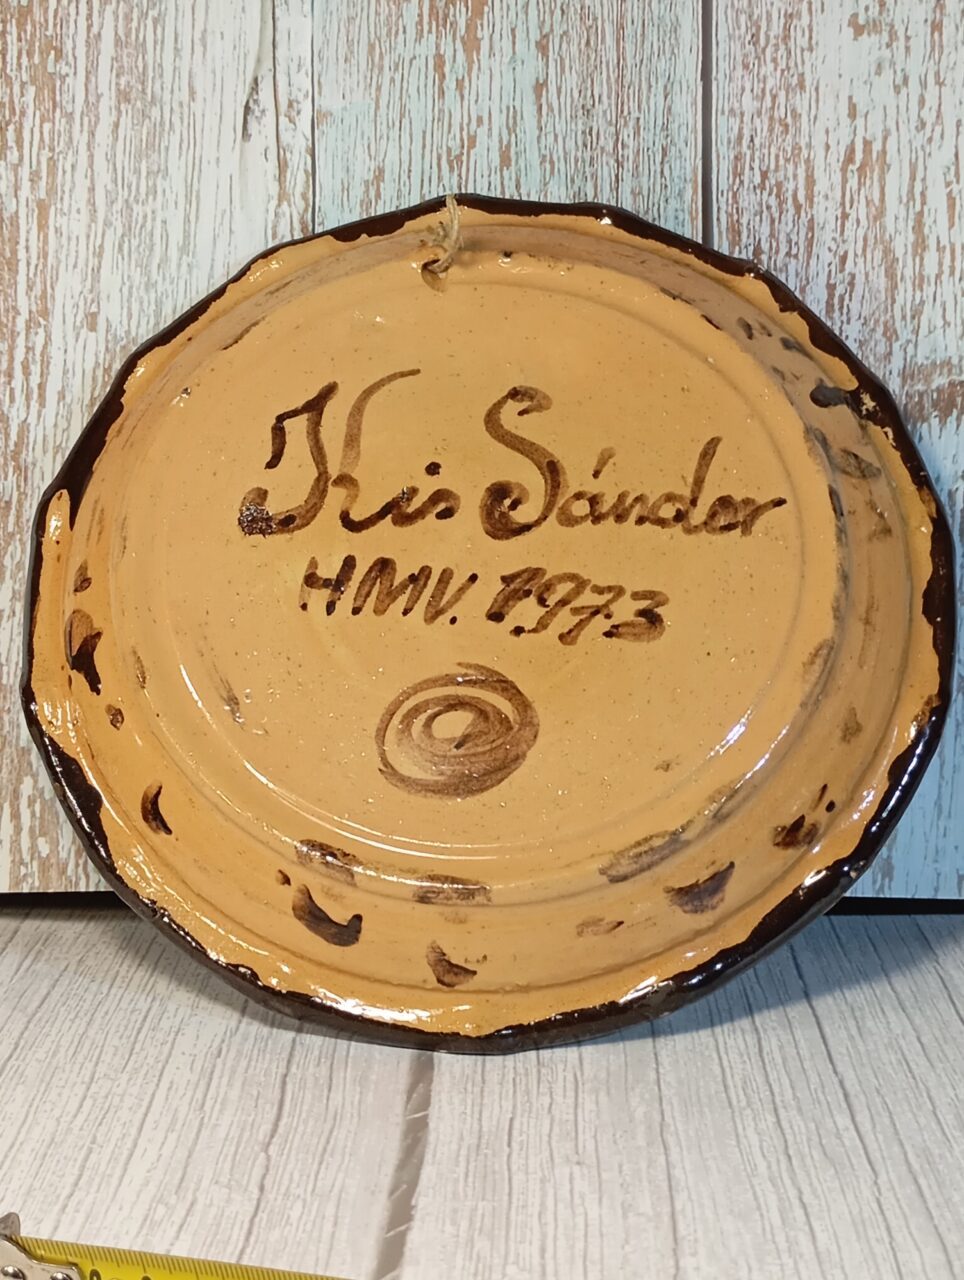 Kis Sándor
HMV. 1973